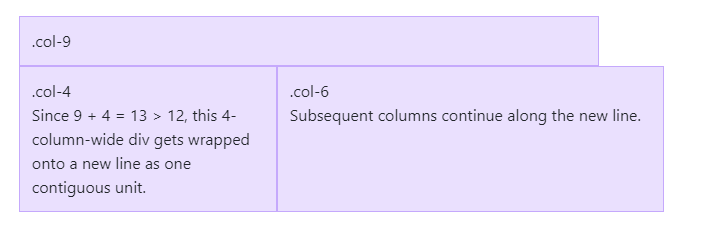 .col-9
.col-4
Since 9 + 4 = 13 > 12, this 4-
column-wide div gets wrapped
onto a new line as one
contiguous unit.
.col-6
Subsequent columns continue along the new line.